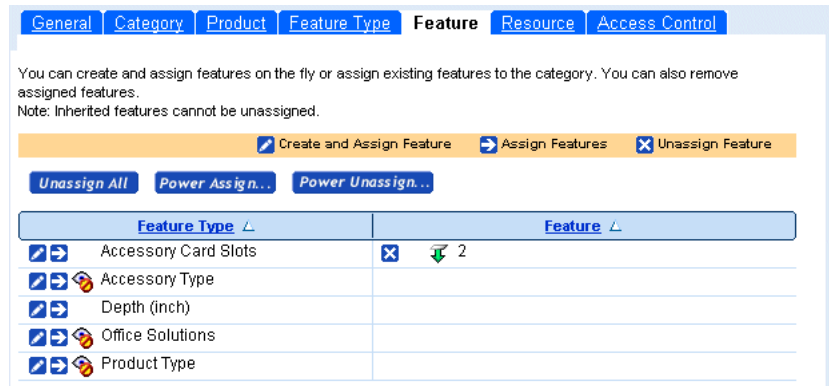 General Category Product Feature Type Feature Resource Access Control
You can create and assign features on the fly or assign existing features to the category. You can also remove
assigned features.
Note: Inherited features cannot be unassigned.
Create and Assign Feature Assign Features Unassign Feature
Unassign All Power Assign... Power Unassign...
Feature Type Feature
Accessory Card Slots 2
Accessory Type
Depth (inch)
Office Solutions
Product Type